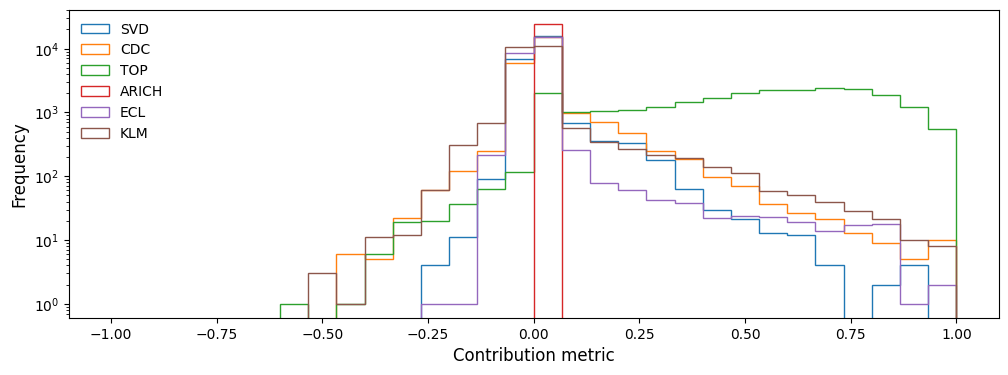 SVD
CDC
TOP
ARICH
ECL
KLM
Frequency
10⁴
10³
10²
10¹
10⁰
−1.00 −0.75 −0.50 −0.25 0.00 0.25 0.50 0.75 1.00
Contribution metric